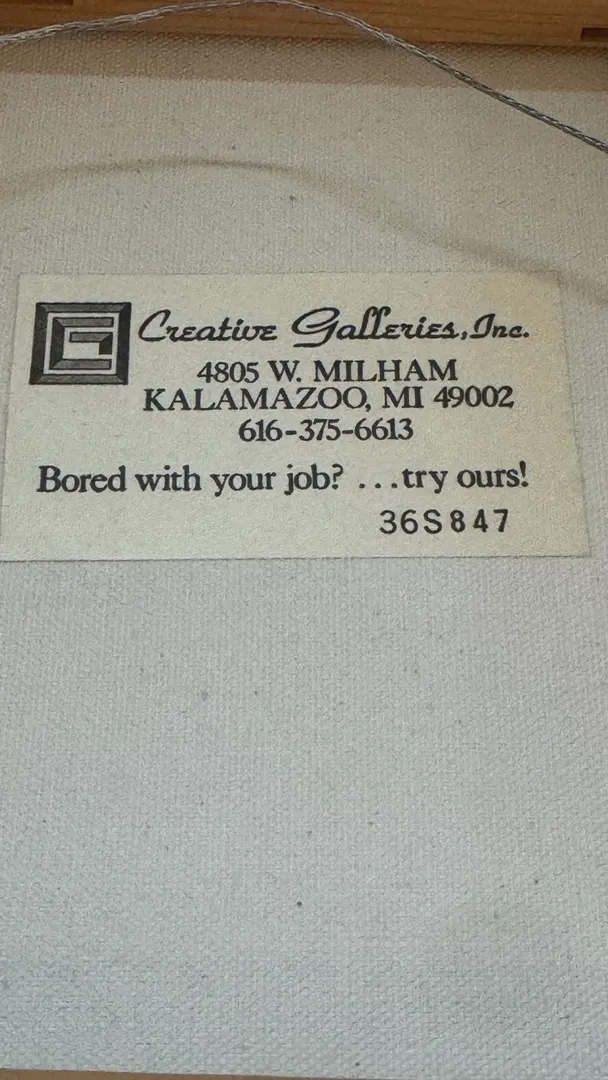 Creative Galleries, Inc.
4805 W. MILHAM
KALAMAZOO, MI 49002
616-375-6613
Bored with your job? ...try ours!
36S847